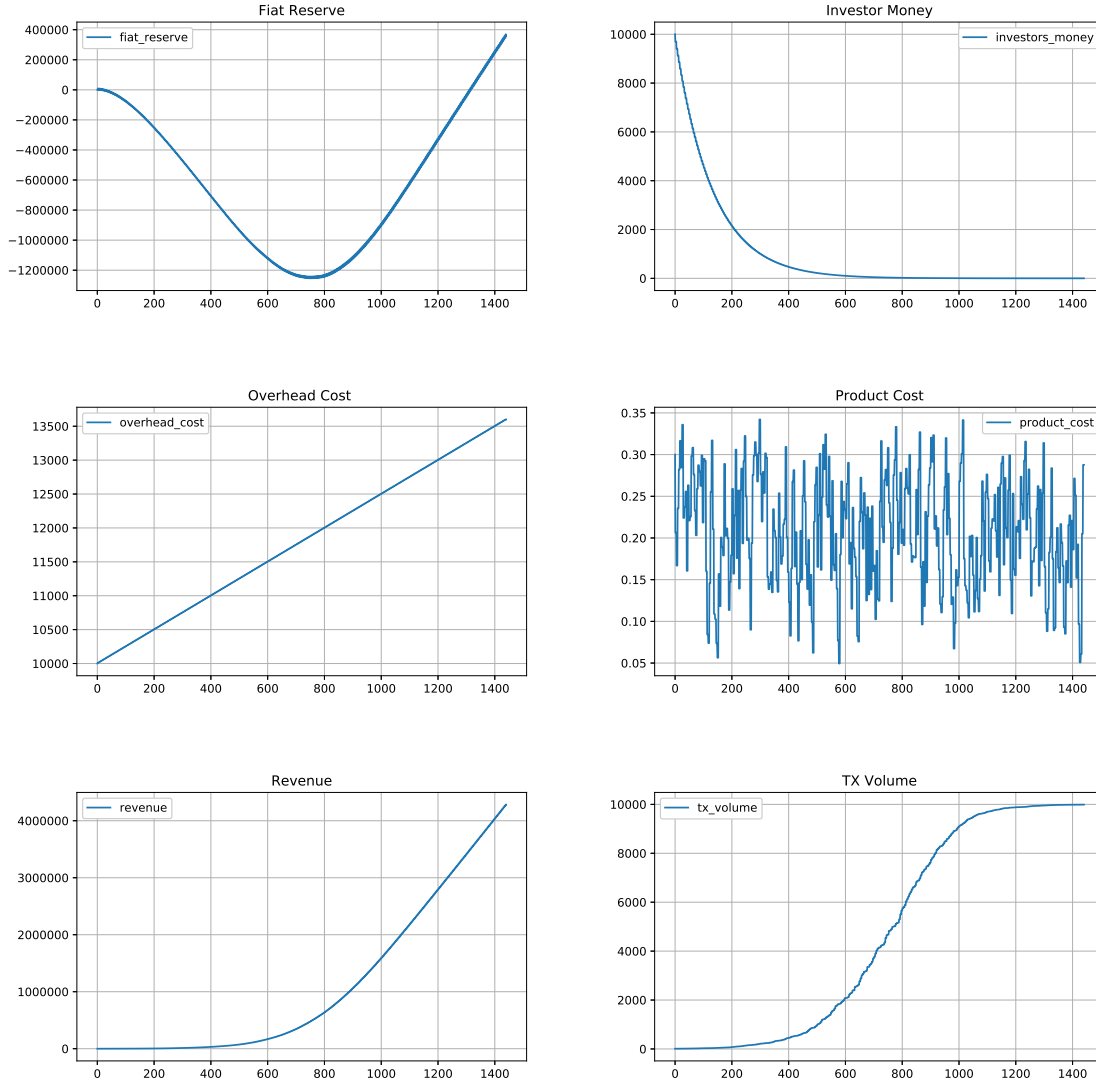 Fiat Reserve
fiat_reserve
400000
200000
0
−200000
−400000
−600000
−800000
−1000000
−1200000
0 200 400 600 800 1000 1200 1400
Investor Money
investors_money
10000
8000
6000
4000
2000
0
0 200 400 600 800 1000 1200 1400
Overhead Cost
overhead_cost
13500
13000
12500
12000
11500
11000
10500
10000
0 200 400 600 800 1000 1200 1400
Product Cost
product_cost
0.35
0.30
0.25
0.20
0.15
0.10
0.05
0 200 400 600 800 1000 1200 1400
Revenue
revenue
4000000
3000000
2000000
1000000
0
0 200 400 600 800 1000 1200 1400
TX Volume
tx_volume
10000
8000
6000
4000
2000
0
0 200 400 600 800 1000 1200 1400